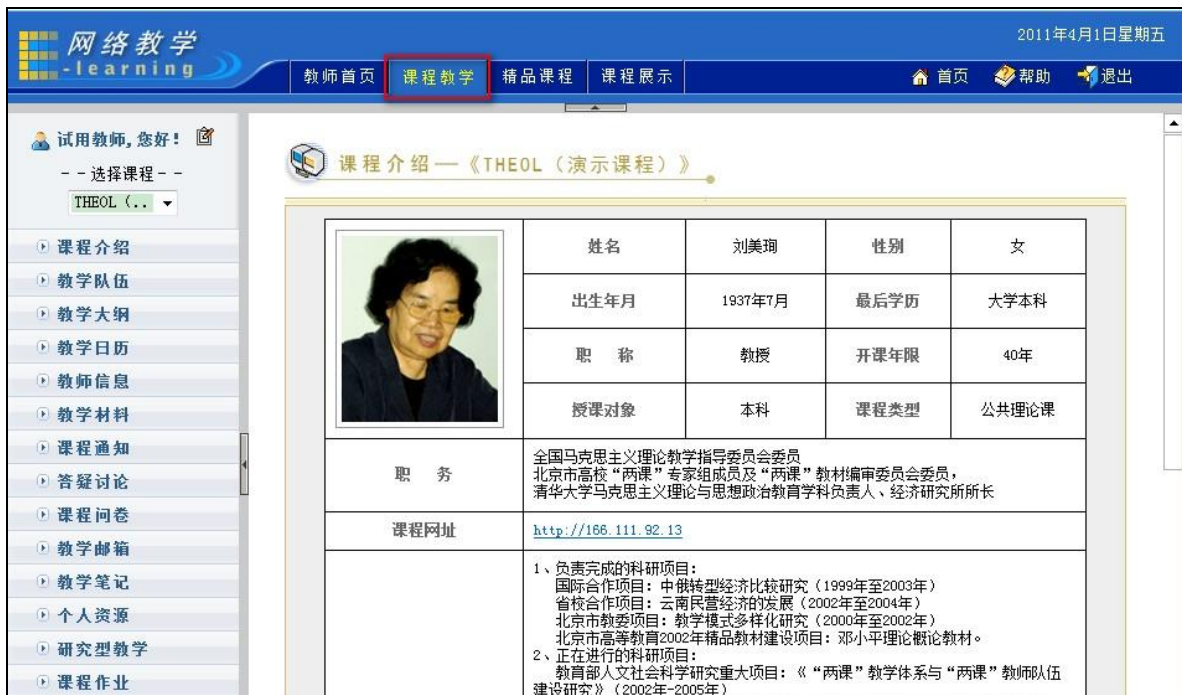 网络教学
-learning
2011年4月1日星期五
教师首页 课程教学 精品课程 课程展示 首页 帮助 退出
试用教师,您好!
--选择课程--
THEOL (..
课程介绍
教学队伍
教学大纲
教学日历
教师信息
教学材料
课程通知
答疑讨论
课程问卷
教学邮箱
教学笔记
个人资源
研究型教学
课程作业
课程介绍—《THEOL（演示课程）》
姓名 刘美珣 性别 女
出生年月 1937年7月 最后学历 大学本科
职 称 教授 开课年限 40年
授课对象 本科 课程类型 公共理论课
职 务
全国马克思主义理论教学指导委员会委员
北京市高校“两课”专家组成员及“两课”教材编审委员会委员，
清华大学马克思主义理论与思想政治教育学科负责人、经济研究所所长
课程网址 http://166.111.92.13
1、负责完成的科研项目：
国际合作项目：中俄转型经济比较研究（1999年至2003年）
省校合作项目：云南民营经济的发展（2002年至2004年）
北京市教委项目：教学模式多样化研究（2000年至2002年）
北京市高等教育2002年精品教材建设项目：邓小平理论概论教材。
2、正在进行的科研项目：
教育部人文社会科学研究重大项目：《“两课”教学体系与“两课”教师队伍
建设研究》（2002年-2005年）